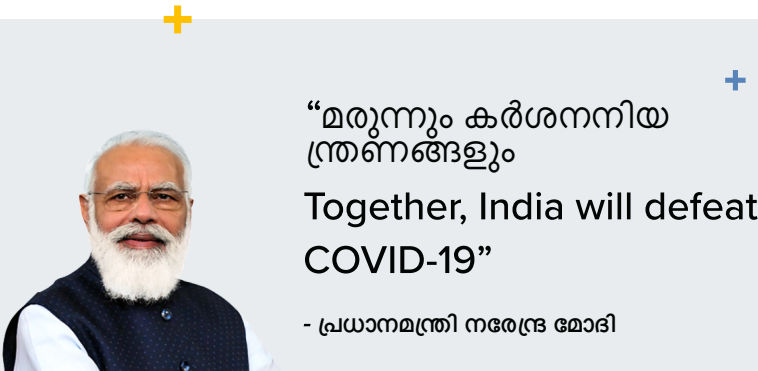 “മരുന്നും കർശനനിയ
ന്ത്രണങ്ങളും
Together, India will defeat
COVID-19”
- പ്രധാനമന്ത്രി നരേന്ദ്ര മോദി